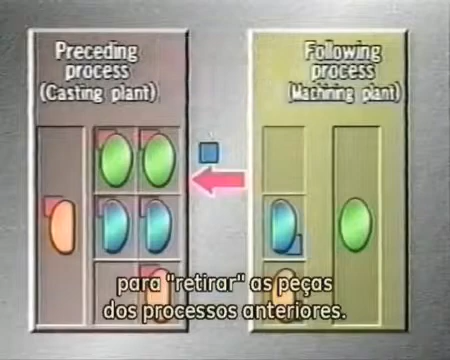 Preceding
process
(Casting plant)
Following
process
(Machining plant)
para "retirar" as peças
dos processos anteriores.